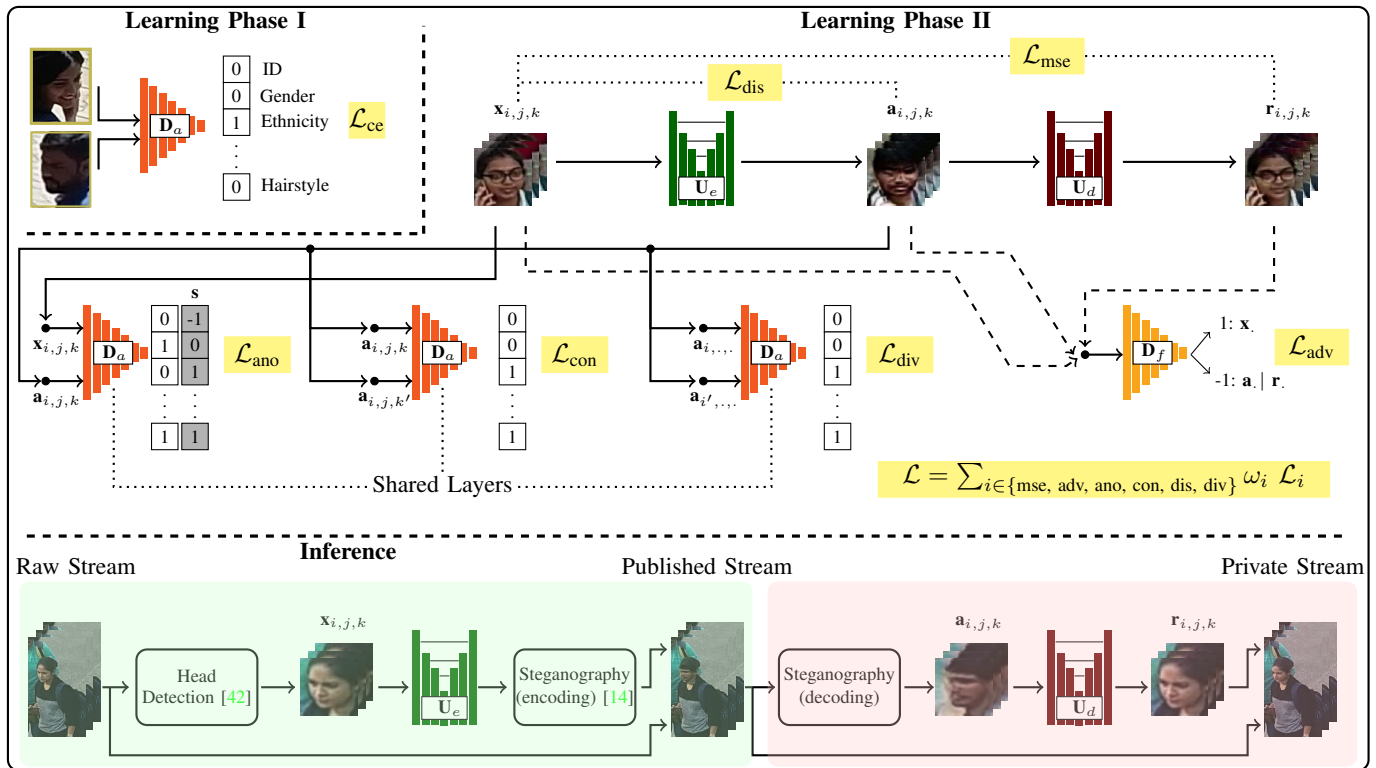 Learning Phase I
Learning Phase II
D_a
0 ID
0 Gender
1 Ethnicity
0 Hairstyle
ℒ_ce
ℒ_mse
ℒ_dis
x_{i,j,k}
a_{i,j,k}
r_{i,j,k}
U_e
U_d
s
x_{i,j,k}
a_{i,j,k}
D_a
0 -1
1 0
0 1
1 1
ℒ_ano
a_{i,j,k}
a_{i,j,k'}
D_a
0
0
1
1
ℒ_con
a_{i,.,.}
a_{i',.,.}
D_a
0
0
1
1
ℒ_div
D_f
1: x.
-1: a.| r.
ℒ_adv
Shared Layers
ℒ = ∑_{i∈{mse, adv, ano, con, dis, div}} ω_i ℒ_i
Inference
Raw Stream
Published Stream
Private Stream
Head
Detection [42]
x_{i,j,k}
U_e
Steganography
(encoding) [14]
Steganography
(decoding)
a_{i,j,k}
U_d
r_{i,j,k}